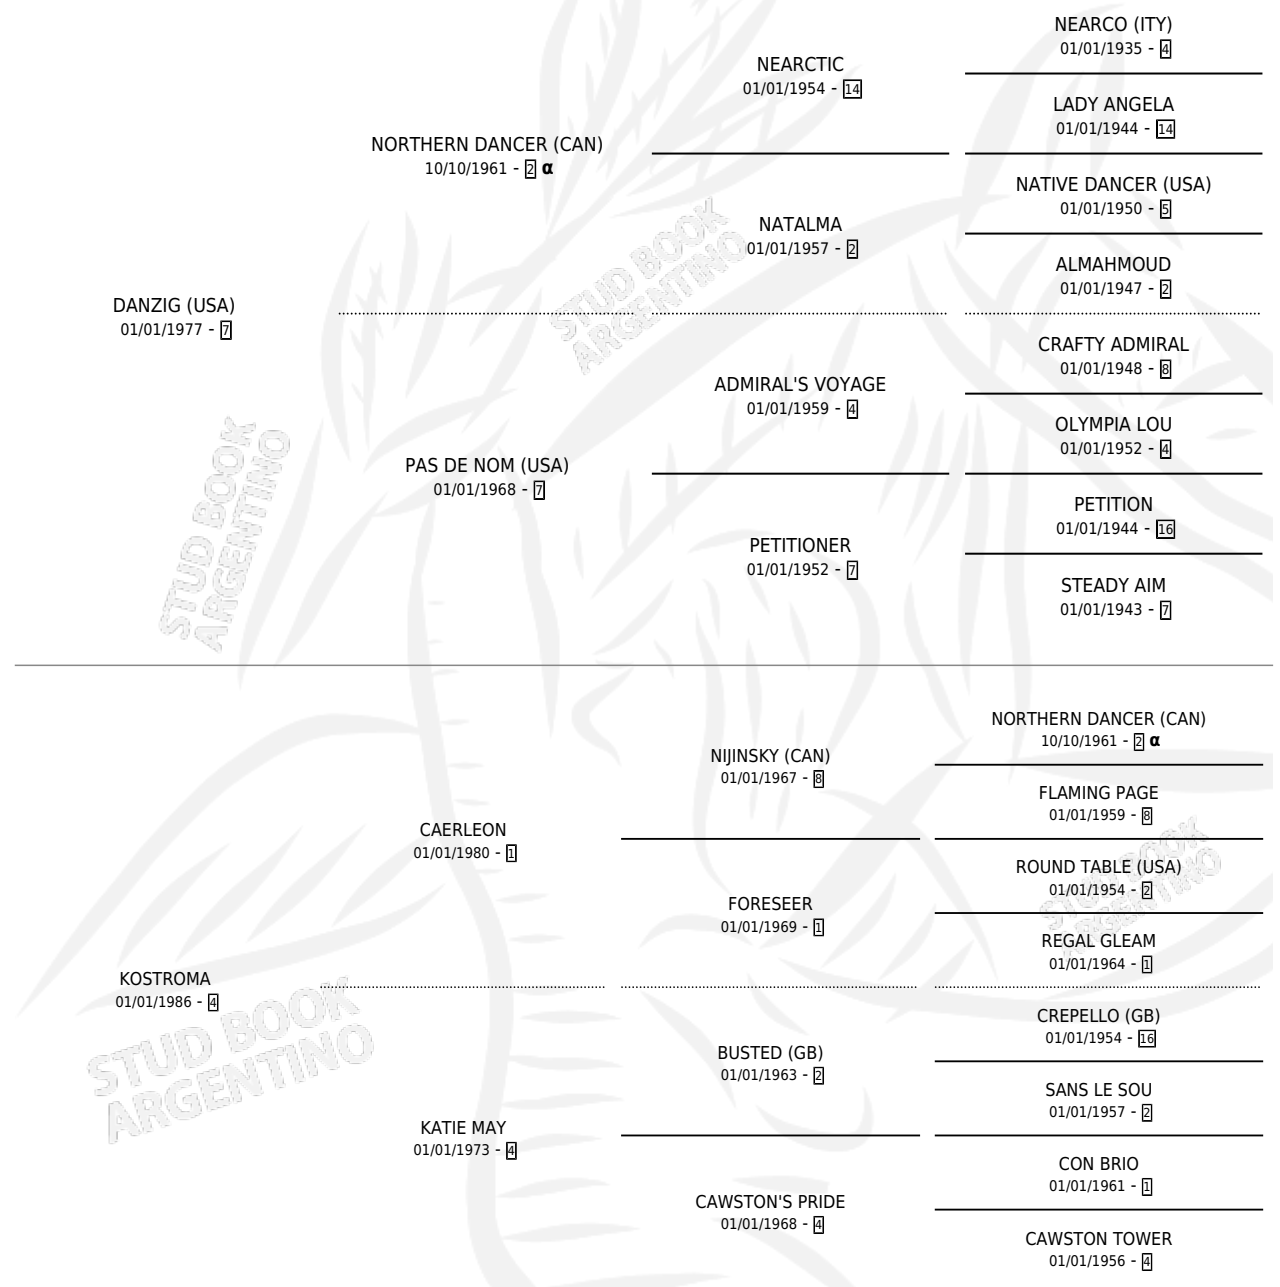 NEARCO (ITY)
01/01/1935 - 4
NEARCTIC
01/01/1954 - 14
LADY ANGELA
01/01/1944 - 14
NORTHERN DANCER (CAN)
10/10/1961 - 2 α
NATIVE DANCER (USA)
01/01/1950 - 5
NATALMA
01/01/1957 - 2
ALMAHMOUD
01/01/1947 - 2
DANZIG (USA)
01/01/1977 - 7
CRAFTY ADMIRAL
01/01/1948 - 8
ADMIRAL'S VOYAGE
01/01/1959 - 4
OLYMPIA LOU
01/01/1952 - 4
PAS DE NOM (USA)
01/01/1968 - 7
PETITION
01/01/1944 - 16
PETITIONER
01/01/1952 - 7
STEADY AIM
01/01/1943 - 7
NORTHERN DANCER (CAN)
10/10/1961 - 2 α
NIJINSKY (CAN)
01/01/1967 - 8
FLAMING PAGE
01/01/1959 - 8
CAERLEON
01/01/1980 - 1
ROUND TABLE (USA)
01/01/1954 - 2
FORESEER
01/01/1969 - 1
REGAL GLEAM
01/01/1964 - 1
KOSTROMA
01/01/1986 - 4
CREPELLO (GB)
01/01/1954 - 16
BUSTED (GB)
01/01/1963 - 2
SANS LE SOU
01/01/1957 - 2
KATIE MAY
01/01/1973 - 4
CON BRIO
01/01/1961 - 1
CAWSTON'S PRIDE
01/01/1968 - 4
CAWSTON TOWER
01/01/1956 - 4
STUD BOOK
ARGENTINO
STUD BOOK
ARGENTINO
STUD BOOK
ARGENTINO
STUD BOOK
ARGENTINO